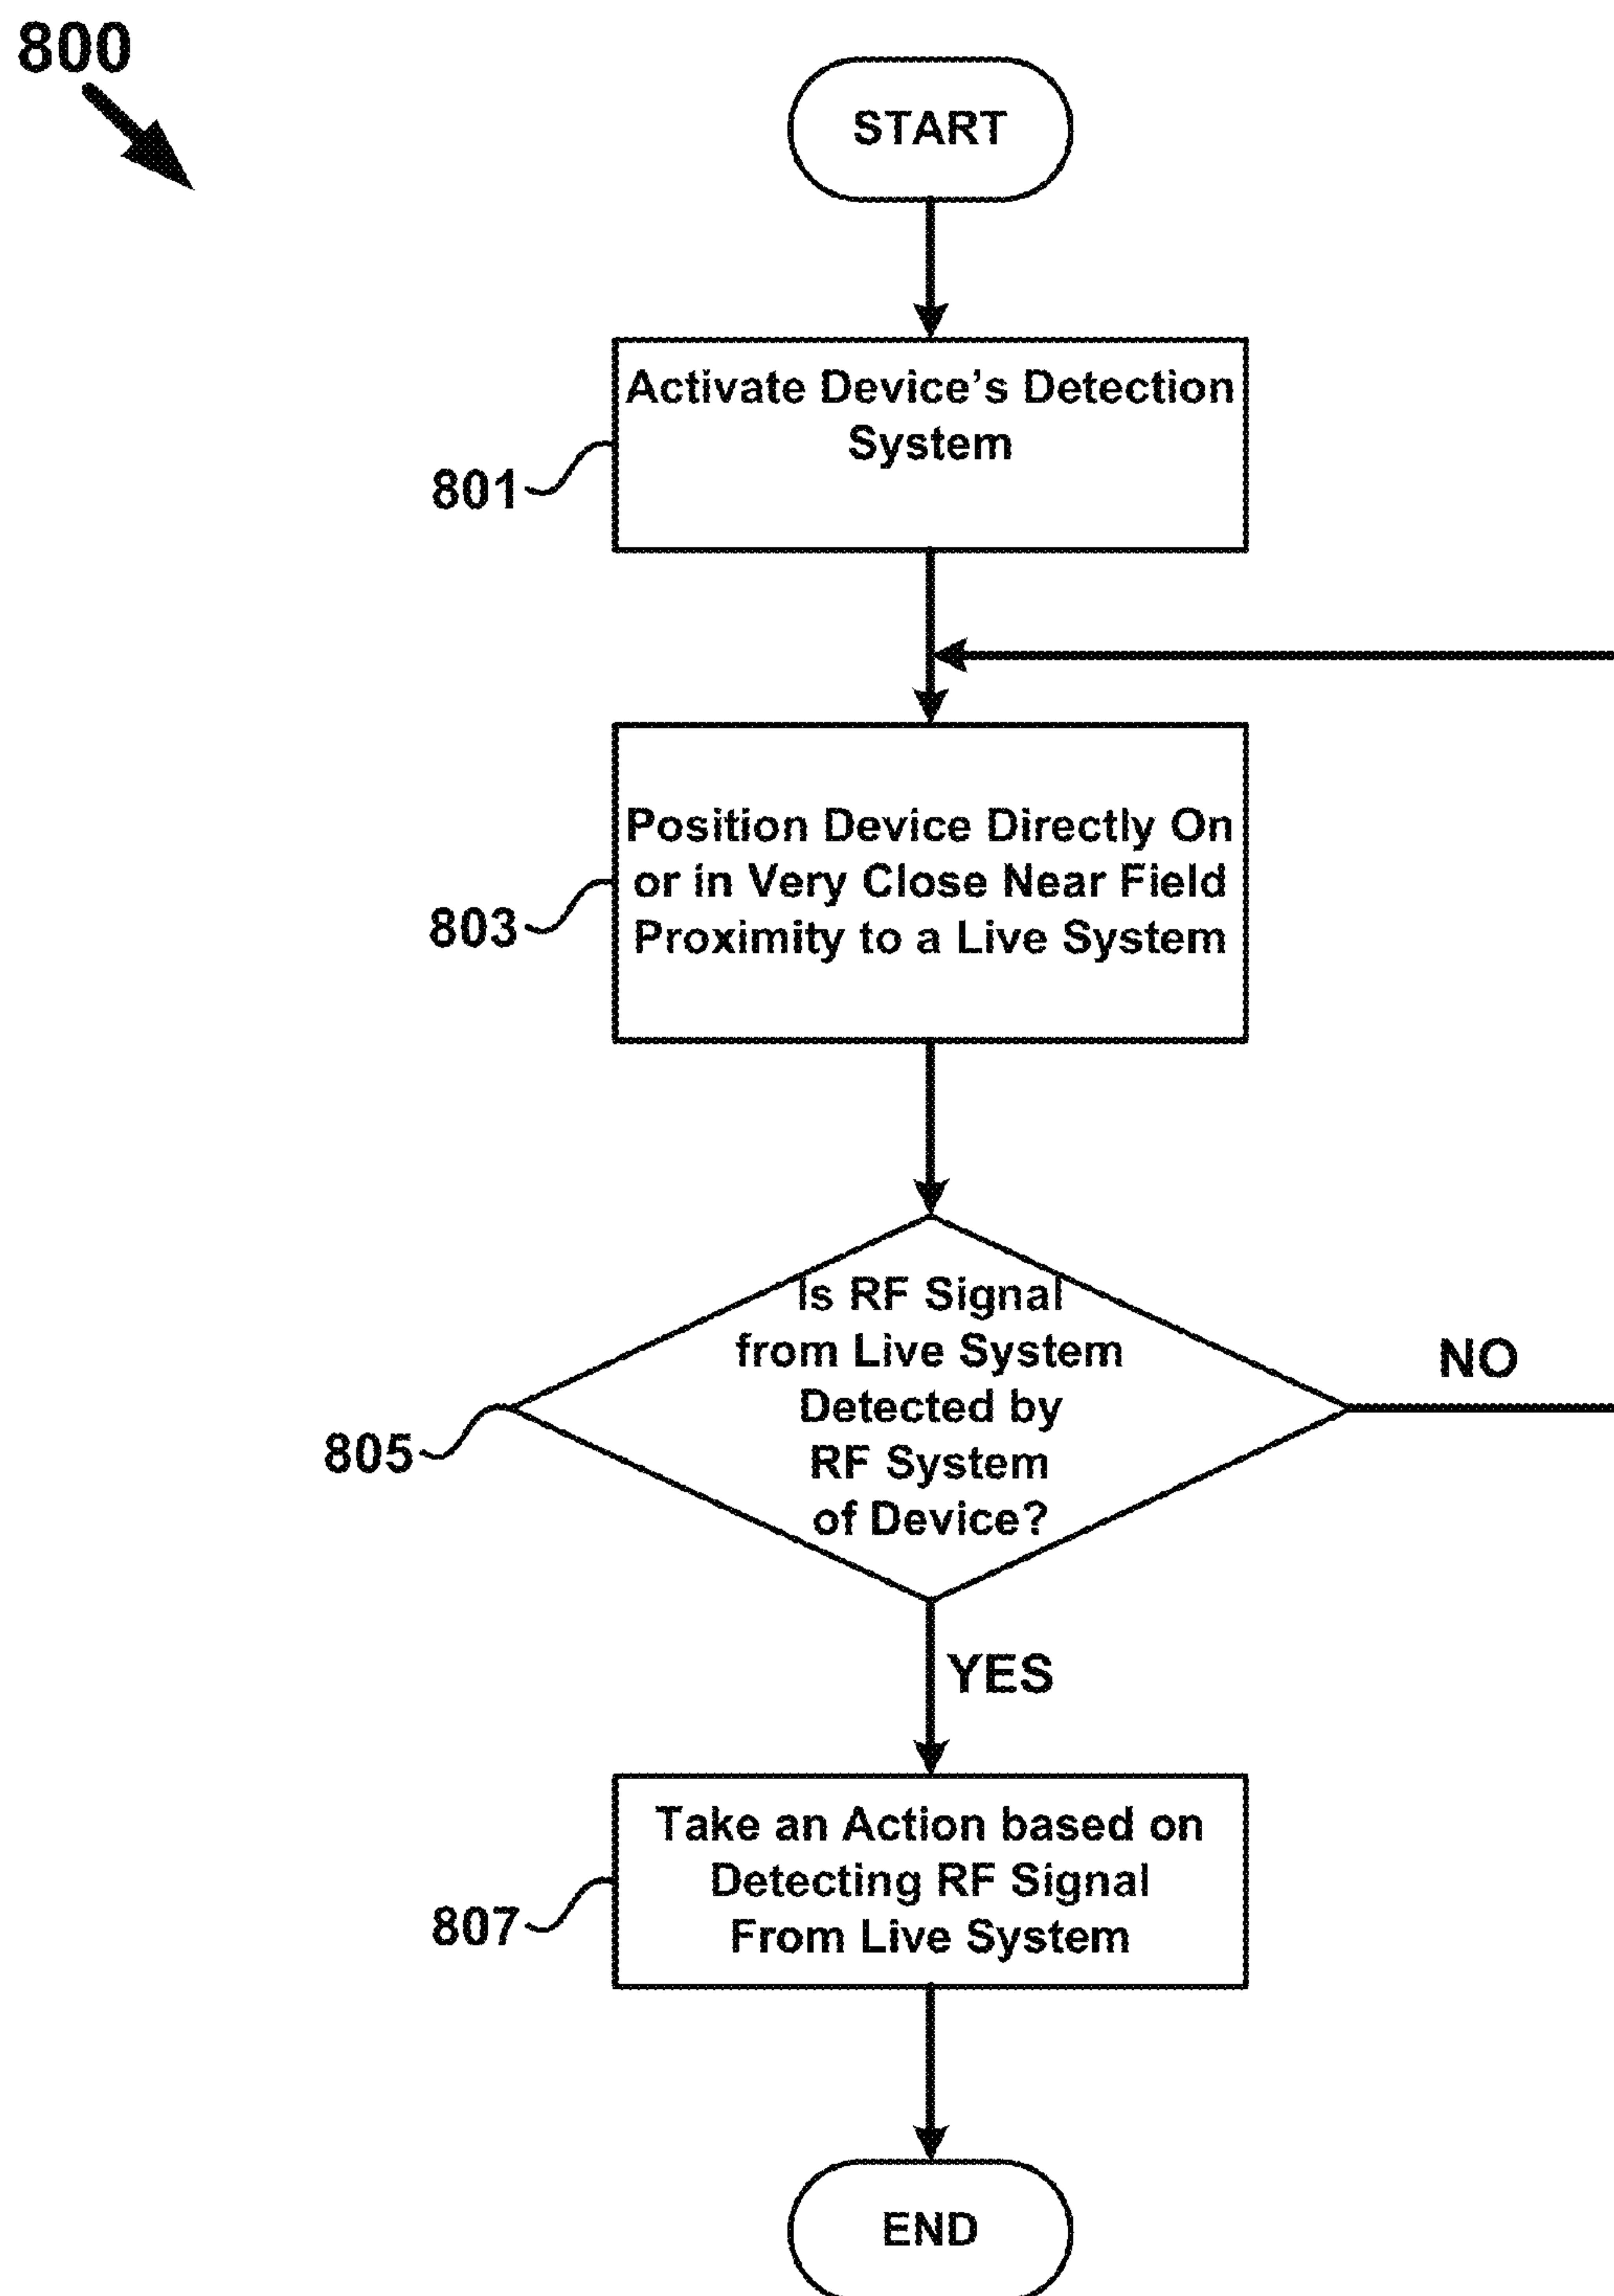 800
START
Activate Device's Detection
System
801
Position Device Directly On
or in Very Close Near Field
Proximity to a Live System
803
Is RF Signal
from Live System
Detected by
RF System
of Device?
805
NO
YES
Take an Action based on
Detecting RF Signal
From Live System
807
END